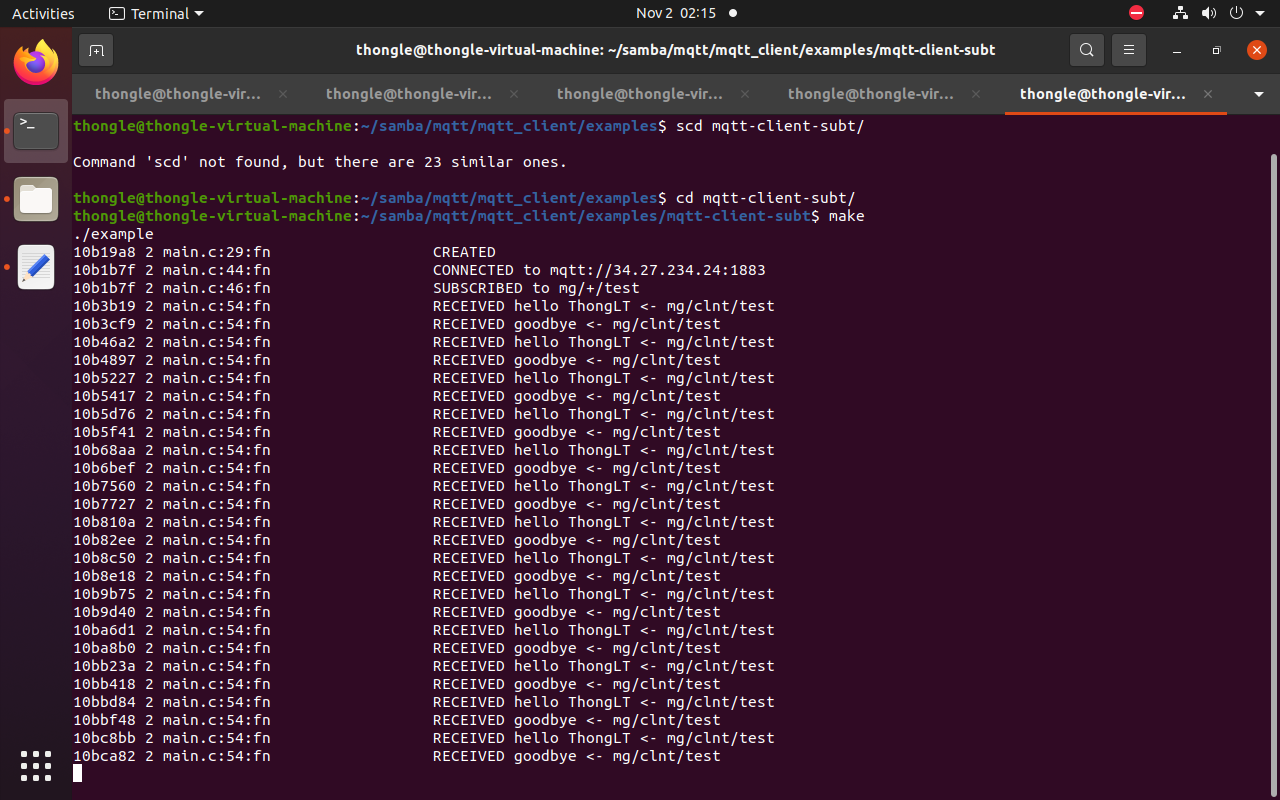 Activities
Terminal
Nov 2 02:15
thongle@thongle-virtual-machine: ~/samba/mqtt/mqtt_client/examples/mqtt-client-subt
thongle@thongle-vir...
thongle@thongle-vir...
thongle@thongle-vir...
thongle@thongle-vir...
thongle@thongle-vir...
thongle@thongle-virtual-machine:~/samba/mqtt/mqtt_client/examples$ scd mqtt-client-subt/
Command 'scd' not found, but there are 23 similar ones.
thongle@thongle-virtual-machine:~/samba/mqtt/mqtt_client/examples$ cd mqtt-client-subt/
thongle@thongle-virtual-machine:~/samba/mqtt/mqtt_client/examples/mqtt-client-subt$ make
./example
10b19a8 2 main.c:29:fn CREATED
10b1b7f 2 main.c:44:fn CONNECTED to mqtt://34.27.234.24:1883
10b1b7f 2 main.c:46:fn SUBSCRIBED to mg/+/test
10b3b19 2 main.c:54:fn RECEIVED hello ThongLT <- mg/clnt/test
10b3cf9 2 main.c:54:fn RECEIVED goodbye <- mg/clnt/test
10b46a2 2 main.c:54:fn RECEIVED hello ThongLT <- mg/clnt/test
10b4897 2 main.c:54:fn RECEIVED goodbye <- mg/clnt/test
10b5227 2 main.c:54:fn RECEIVED hello ThongLT <- mg/clnt/test
10b5417 2 main.c:54:fn RECEIVED goodbye <- mg/clnt/test
10b5d76 2 main.c:54:fn RECEIVED hello ThongLT <- mg/clnt/test
10b5f41 2 main.c:54:fn RECEIVED goodbye <- mg/clnt/test
10b68aa 2 main.c:54:fn RECEIVED hello ThongLT <- mg/clnt/test
10b6bef 2 main.c:54:fn RECEIVED goodbye <- mg/clnt/test
10b7560 2 main.c:54:fn RECEIVED hello ThongLT <- mg/clnt/test
10b7727 2 main.c:54:fn RECEIVED goodbye <- mg/clnt/test
10b810a 2 main.c:54:fn RECEIVED hello ThongLT <- mg/clnt/test
10b82ee 2 main.c:54:fn RECEIVED goodbye <- mg/clnt/test
10b8c50 2 main.c:54:fn RECEIVED hello ThongLT <- mg/clnt/test
10b8e18 2 main.c:54:fn RECEIVED goodbye <- mg/clnt/test
10b9b75 2 main.c:54:fn RECEIVED hello ThongLT <- mg/clnt/test
10b9d40 2 main.c:54:fn RECEIVED goodbye <- mg/clnt/test
10ba6d1 2 main.c:54:fn RECEIVED hello ThongLT <- mg/clnt/test
10ba8b0 2 main.c:54:fn RECEIVED goodbye <- mg/clnt/test
10bb23a 2 main.c:54:fn RECEIVED hello ThongLT <- mg/clnt/test
10bb418 2 main.c:54:fn RECEIVED goodbye <- mg/clnt/test
10bbd84 2 main.c:54:fn RECEIVED hello ThongLT <- mg/clnt/test
10bbf48 2 main.c:54:fn RECEIVED goodbye <- mg/clnt/test
10bc8bb 2 main.c:54:fn RECEIVED hello ThongLT <- mg/clnt/test
10bca82 2 main.c:54:fn RECEIVED goodbye <- mg/clnt/test